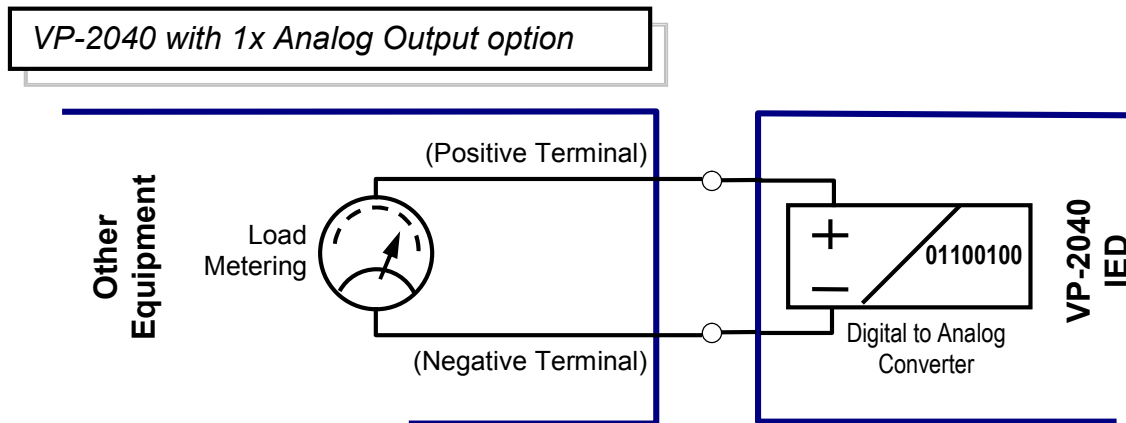 VP-2040 with 1x Analog Output option
(Positive Terminal)
Other
Equipment
Load
Metering
+
01100100
−
VP-2040
IED
Digital to Analog
Converter
(Negative Terminal)